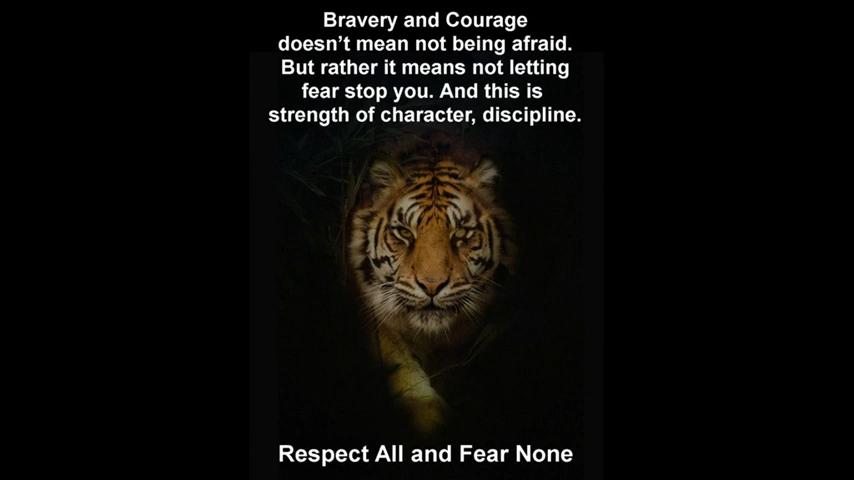 Bravery and Courage
doesn’t mean not being afraid.
But rather it means not letting
fear stop you. And this is
strength of character, discipline.
Respect All and Fear None